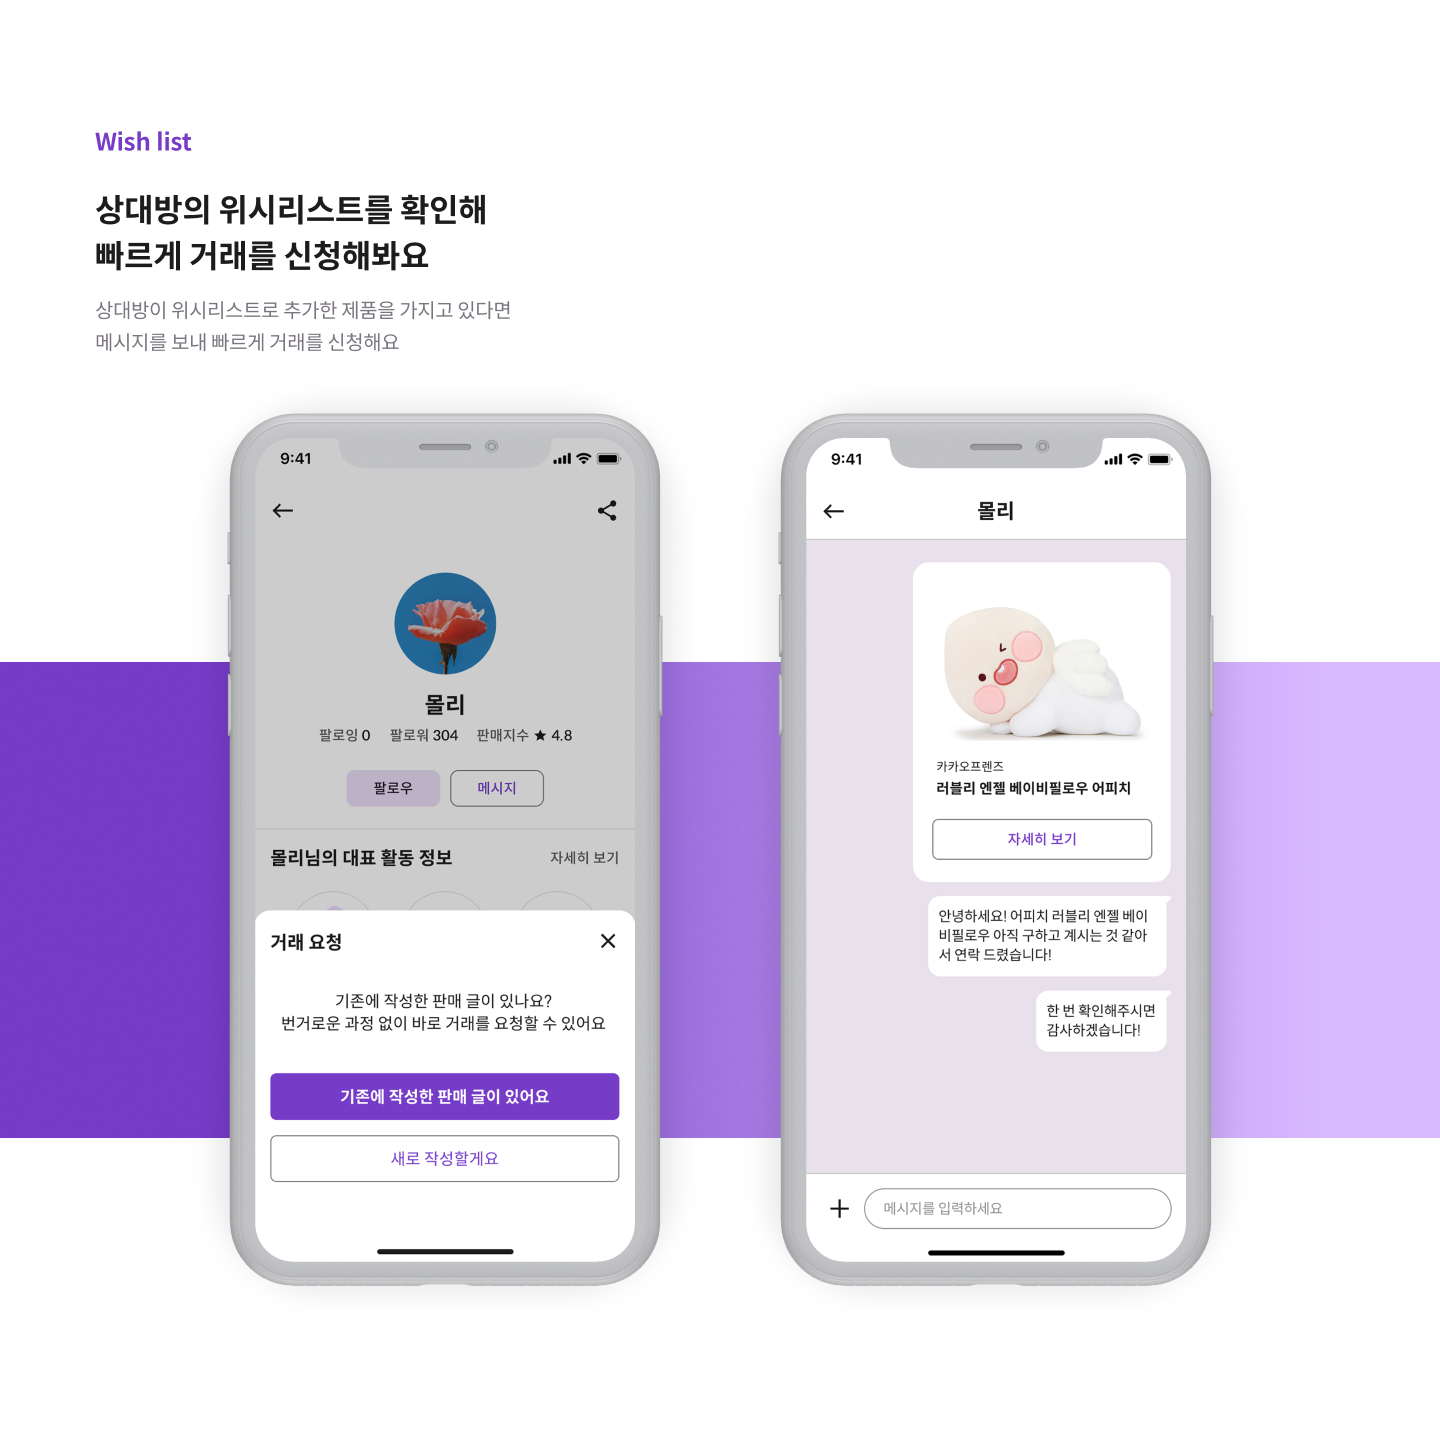 Wish list
상대방의 위시리스트를 확인해
빠르게 거래를 신청해봐요
상대방이 위시리스트로 추가한 제품을 가지고 있다면
메시지를 보내 빠르게 거래를 신청해요
9:41
몰리
팔로잉 0 팔로워 304 판매지수 ★ 4.8
팔로우 메시지
몰리님의 대표 활동 정보 자세히 보기
거래 요청
기존에 작성한 판매 글이 있나요?
번거로운 과정 없이 바로 거래를 요청할 수 있어요
기존에 작성한 판매 글이 있어요
새로 작성할게요
9:41
몰리
카카오프렌즈
러블리 엔젤 베이비필로우 어피치
자세히 보기
안녕하세요! 어피치 러블리 엔젤 베이
비필로우 아직 구하고 계시는 것 같아
서 연락 드렸습니다!
한 번 확인해주시면
감사하겠습니다!
메시지를 입력하세요